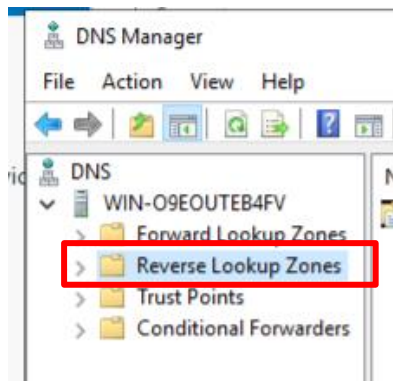 DNS Manager
File Action View Help
DNS
WIN-O9EOUTEB4FV
Forward Lookup Zones
Reverse Lookup Zones
Trust Points
Conditional Forwarders